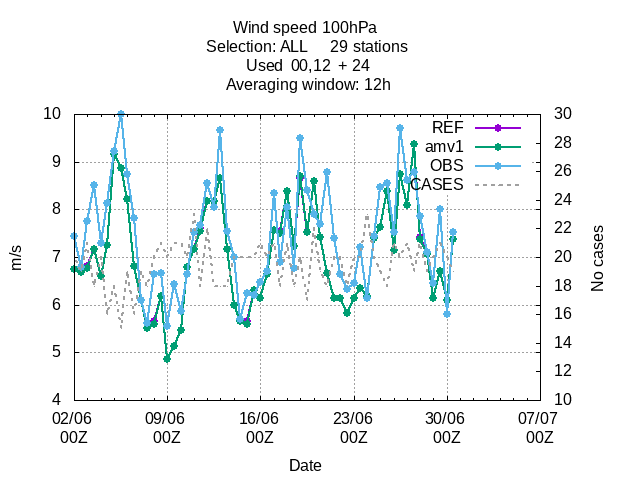 Wind speed 100hPa
Selection: ALL     29 stations
Used  00,12  + 24
Averaging window: 12h
10 30
REF 28
9 amv1 26
OBS
CASES 24
8 22
7 20
6 18
16
5 14
12
4 10
m/s
No cases
02/06 09/06 16/06 23/06 30/06 07/07
00Z 00Z 00Z 00Z 00Z 00Z
Date